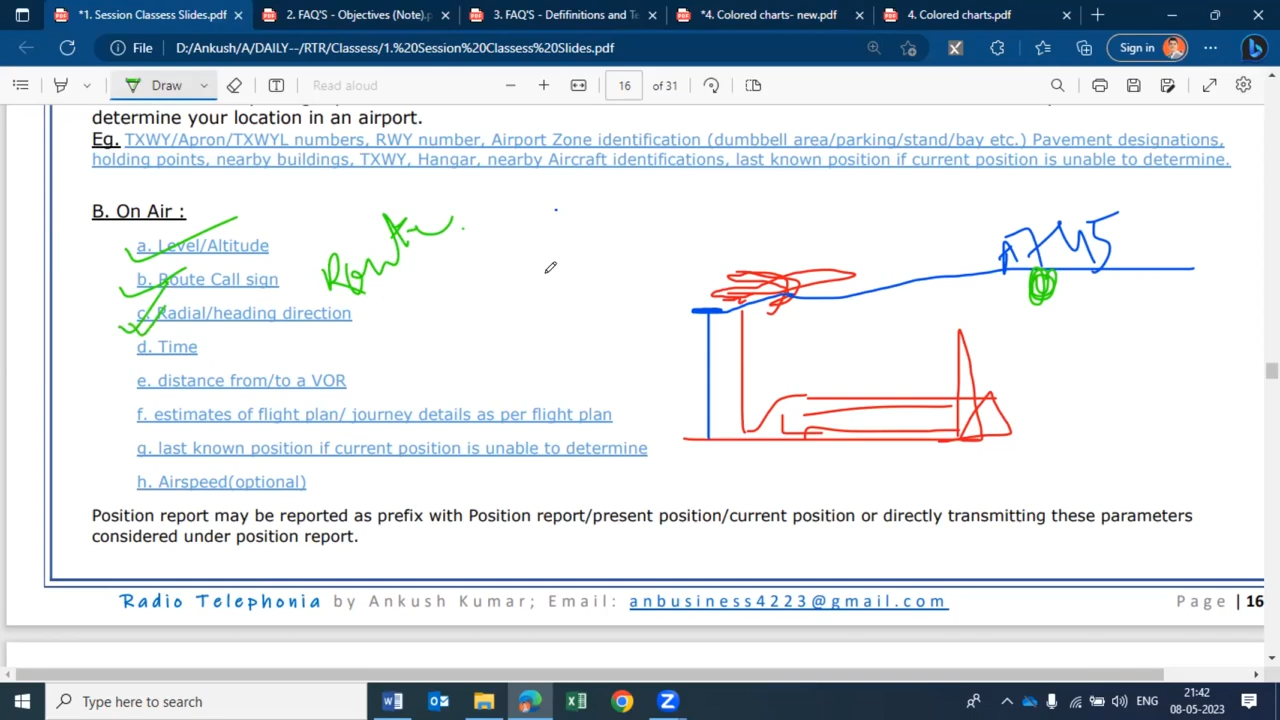 *1. Session Classess Slides.pdf
2. FAQ'S - Objectives (Note).pdf
3. FAQ'S - Defifinitions and Te
*4. Colored charts- new.pdf
4. Colored charts.pdf
File
D:/Ankush/A/DAILY--/RTR/Classess/1.%20Session%20Classess%20Slides.pdf
Sign in
Draw
Read aloud
16 of 31
determine your location in an airport.
Eg. TXWY/Apron/TXWYL numbers, RWY number, Airport Zone identification (dumbbell area/parking/stand/bay etc.) Pavement designations,
holding points, nearby buildings, TXWY, Hangar, nearby Aircraft identifications, last known position if current position is unable to determine.
B. On Air :
a. Level/Altitude
b. Route Call sign
c. Radial/heading direction
d. Time
e. distance from/to a VOR
f. estimates of flight plan/ journey details as per flight plan
g. last known position if current position is unable to determine
h. Airspeed(optional)
Route
A745
Position report may be reported as prefix with Position report/present position/current position or directly transmitting these parameters
considered under position report.
Radio Telephonia by Ankush Kumar; Email: anbusiness4223@gmail.com
Page | 16
Type here to search
ENG
21:42
08-05-2023